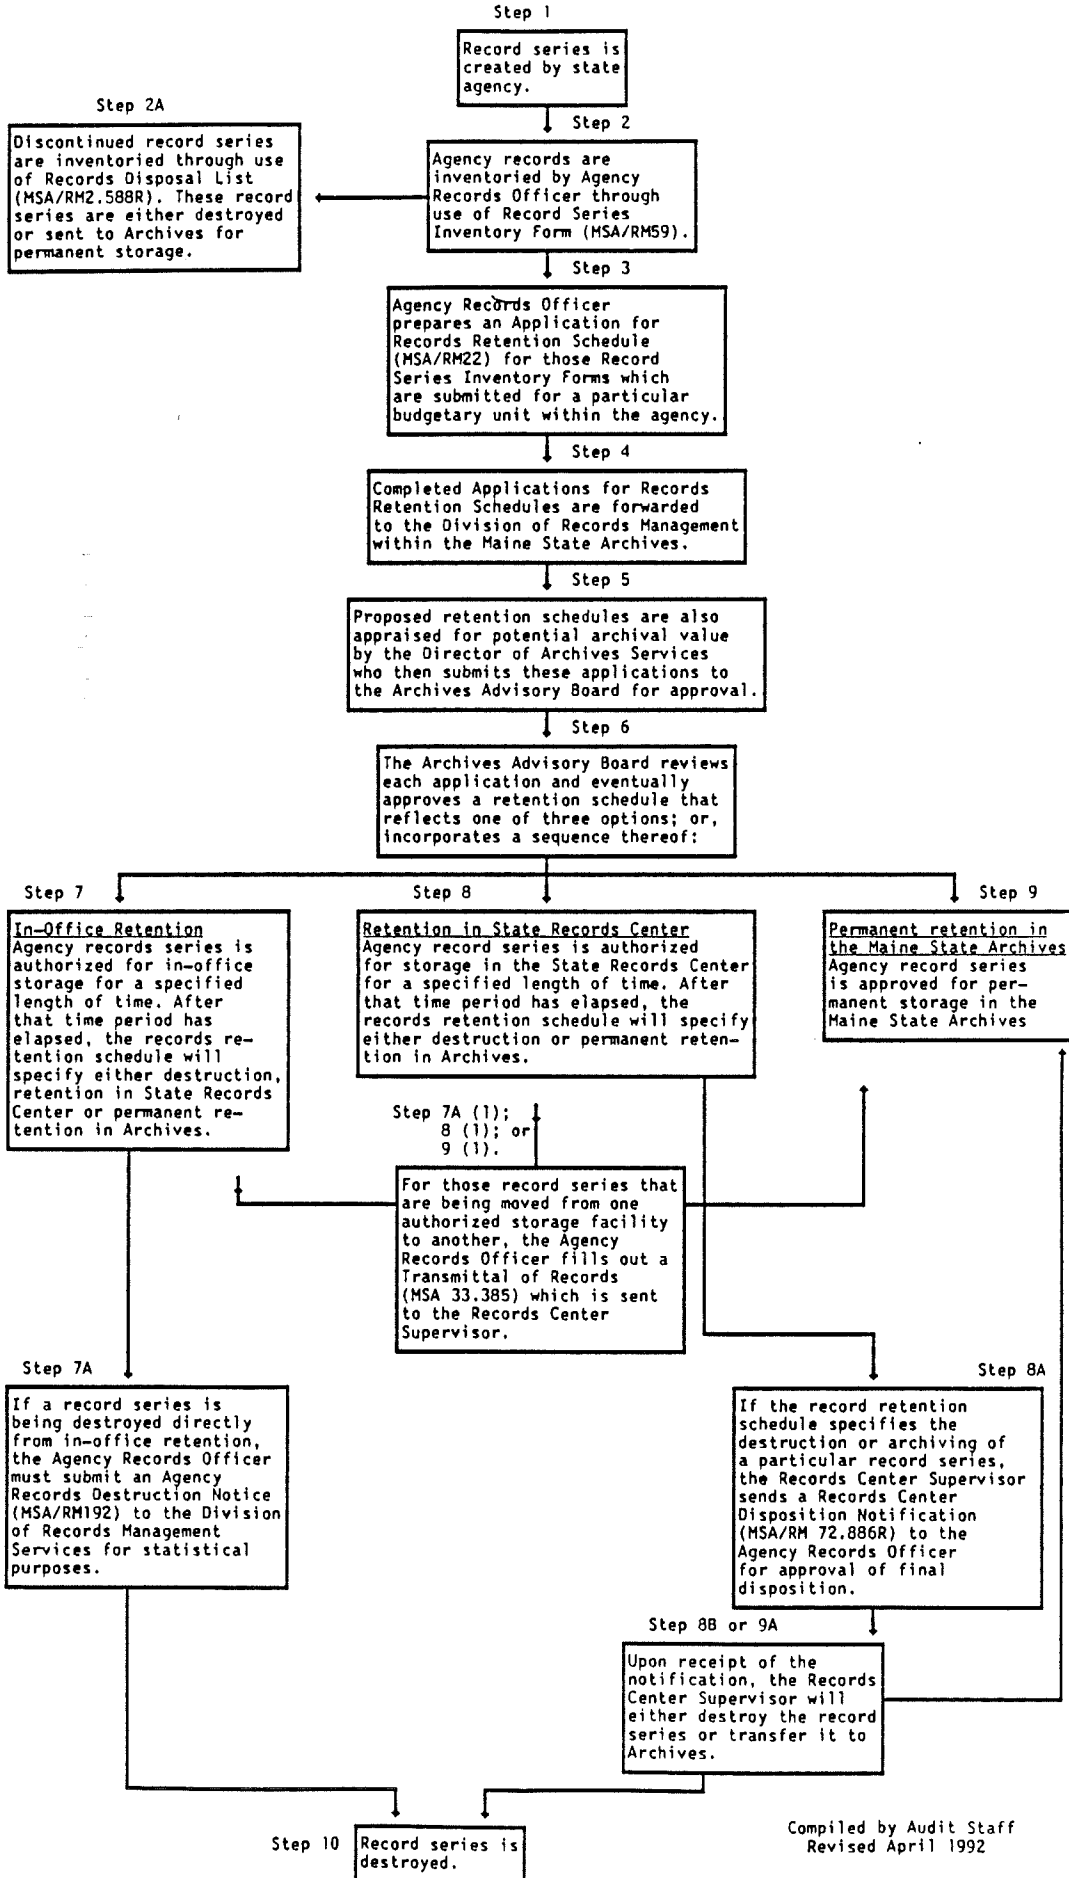 Step 1
Record series is
created by state
agency.
Step 2A
Discontinued record series
are inventoried through use
of Records Disposal List
(MSA/RM2.588R). These record
series are either destroyed
or sent to Archives for
permanent storage.
Step 2
Agency records are
inventoried by Agency
Records Officer through
use of Record Series
Inventory Form (MSA/RM59).
Step 3
Agency Records Officer
prepares an Application for
Records Retention Schedule
(MSA/RM22) for those Record
Series Inventory Forms which
are submitted for a particular
budgetary unit within the agency.
Step 4
Completed Applications for Records
Retention Schedules are forwarded
to the Division of Records Management
within the Maine State Archives.
Step 5
Proposed retention schedules are also
appraised for potential archival value
by the Director of Archives Services
who then submits these applications to
the Archives Advisory Board for approval.
Step 6
The Archives Advisory Board reviews
each application and eventually
approves a retention schedule that
reflects one of three options; or,
incorporates a sequence thereof:
Step 7
In-Office Retention
Agency records series is
authorized for in-office
storage for a specified
length of time. After
that time period has
elapsed, the records re-
tention schedule will
specify either destruction,
retention in State Records
Center or permanent re-
tention in Archives.
Step 8
Retention in State Records Center
Agency record series is authorized
for storage in the State Records Center
for a specified length of time. After
that time period has elapsed, the
records retention schedule will specify
either destruction or permanent reten-
tion in Archives.
Step 9
Permanent retention in
the Maine State Archives
Agency record series
is approved for per-
manent storage in the
Maine State Archives
Step 7A (1);
8 (1); or
9 (1).
For those record series that
are being moved from one
authorized storage facility
to another, the Agency
Records Officer fills out a
Transmittal of Records
(MSA 33.385) which is sent
to the Records Center
Supervisor.
Step 7A
If a record series is
being destroyed directly
from in-office retention,
the Agency Records Officer
must submit an Agency
Records Destruction Notice
(MSA/RM192) to the Division
of Records Management
Services for statistical
purposes.
Step 8A
If the record retention
schedule specifies the
destruction or archiving of
a particular record series,
the Records Center Supervisor
sends a Records Center
Disposition Notification
(MSA/RM 72.886R) to the
Agency Records Officer
for approval of final
disposition.
Step 8B or 9A
Upon receipt of the
notification, the Records
Center Supervisor will
either destroy the record
series or transfer it to
Archives.
Step 10
Record series is
destroyed.
Compiled by Audit Staff
Revised April 1992